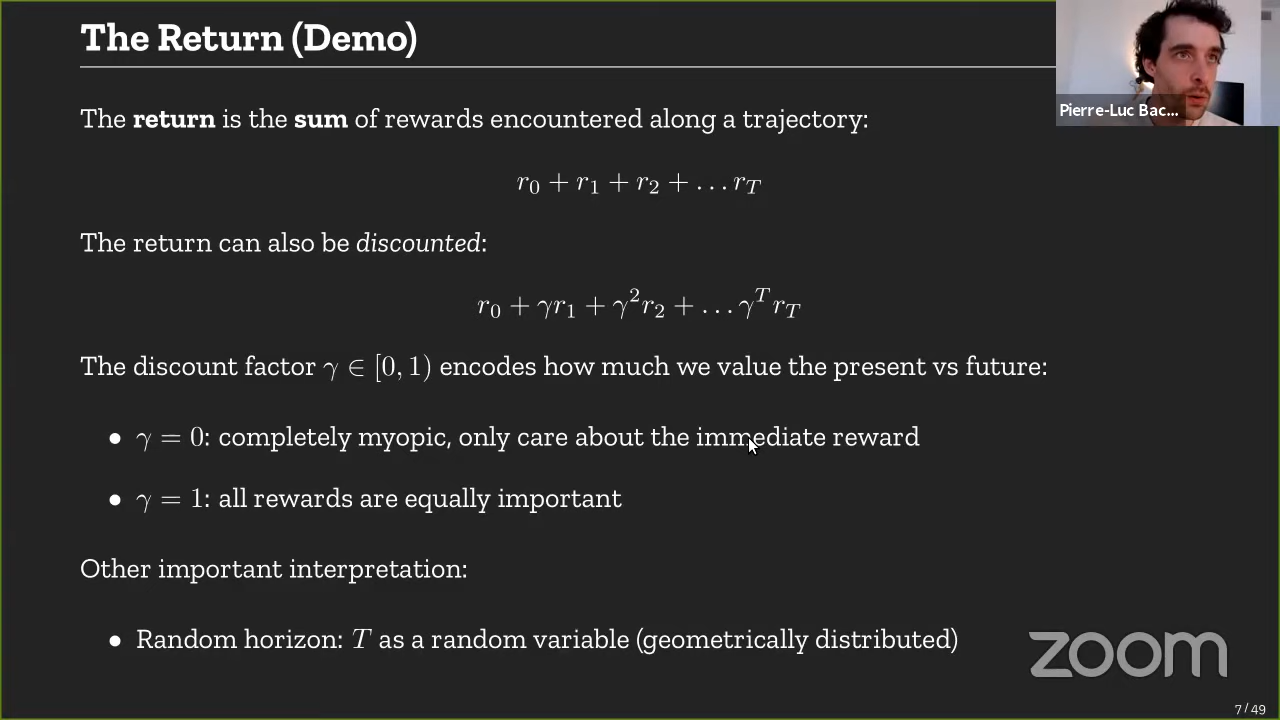 The Return (Demo)
Pierre-Luc Bac...
The return is the sum of rewards encountered along a trajectory:
r₀ + r₁ + r₂ + … r_T
The return can also be discounted:
r₀ + γr₁ + γ²r₂ + … γ^T r_T
The discount factor γ ∈ [0, 1) encodes how much we value the present vs future:
● γ = 0: completely myopic, only care about the immediate reward
● γ = 1: all rewards are equally important
Other important interpretation:
● Random horizon: T as a random variable (geometrically distributed)
zoom
7 / 49